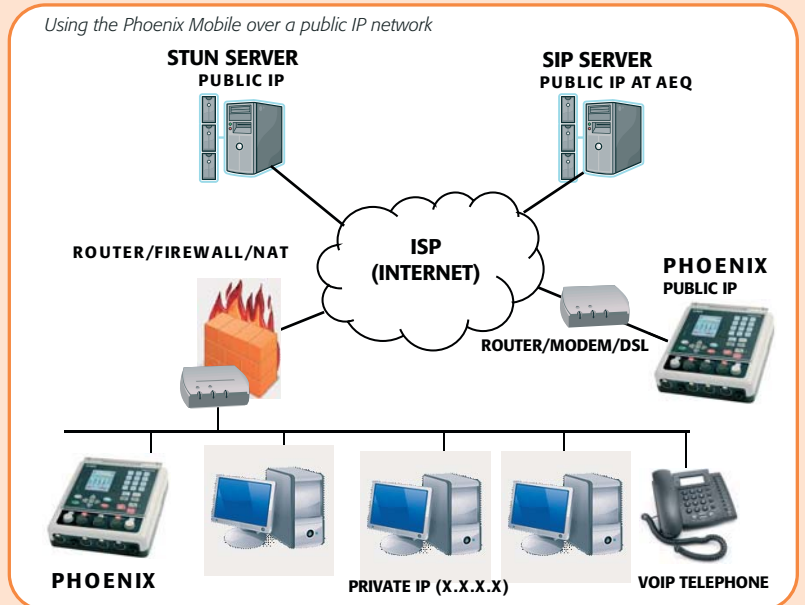 Using the Phoenix Mobile over a public IP network
STUN SERVER
PUBLIC IP
SIP SERVER
PUBLIC IP AT AEQ
ROUTER/FIREWALL/NAT
ISP
(INTERNET)
PHOENIX
PUBLIC IP
ROUTER/MODEM/DSL
PHOENIX
PRIVATE IP (X.X.X.X)
VOIP TELEPHONE